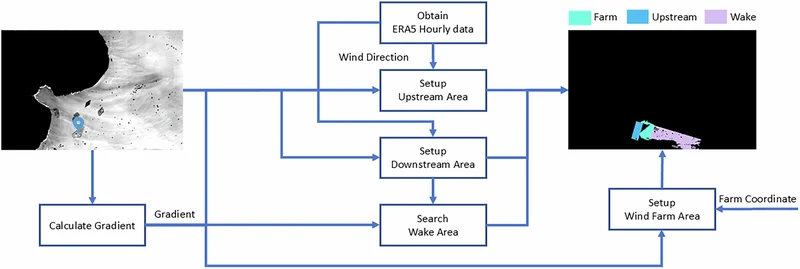 Obtain
ERA5 Hourly data
Farm Upstream Wake
Wind Direction
Setup
Upstream Area
Setup
Downstream Area
Gradient
Calculate Gradient
Search
Wake Area
Setup
Wind Farm Area
Farm Coordinate